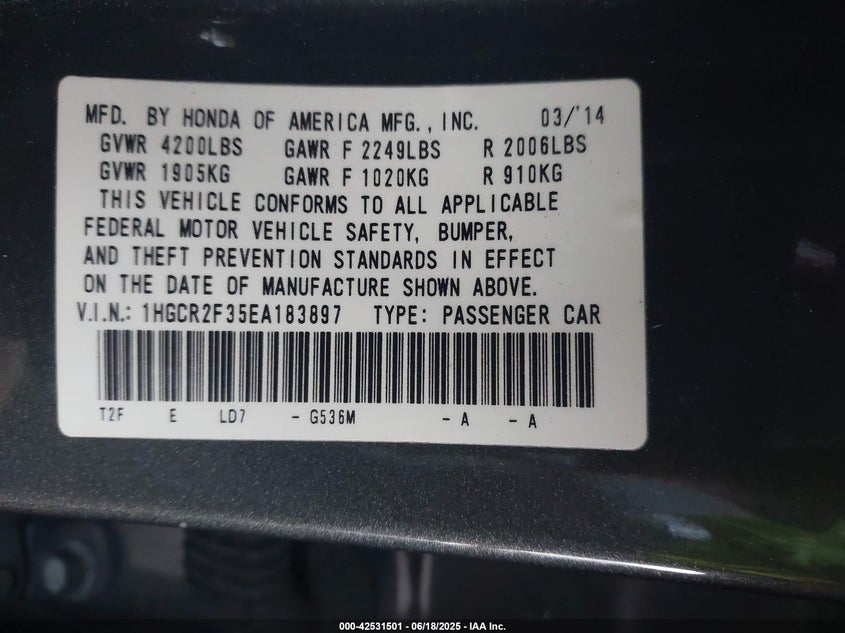 MFD. BY HONDA OF AMERICA MFG., INC. 03/'14
GVWR 4200LBS GAWR F 2249LBS R 2006LBS
GVWR 1905KG GAWR F 1020KG R 910KG
THIS VEHICLE CONFORMS TO ALL APPLICABLE
FEDERAL MOTOR VEHICLE SAFETY, BUMPER,
AND THEFT PREVENTION STANDARDS IN EFFECT
ON THE DATE OF MANUFACTURE SHOWN ABOVE.
V.I.N.: 1HGCR2F35EA183897 TYPE: PASSENGER CAR
T2F E LD7 - G536M - A - A
000-42531501 - 06/18/2025 - IAA Inc.